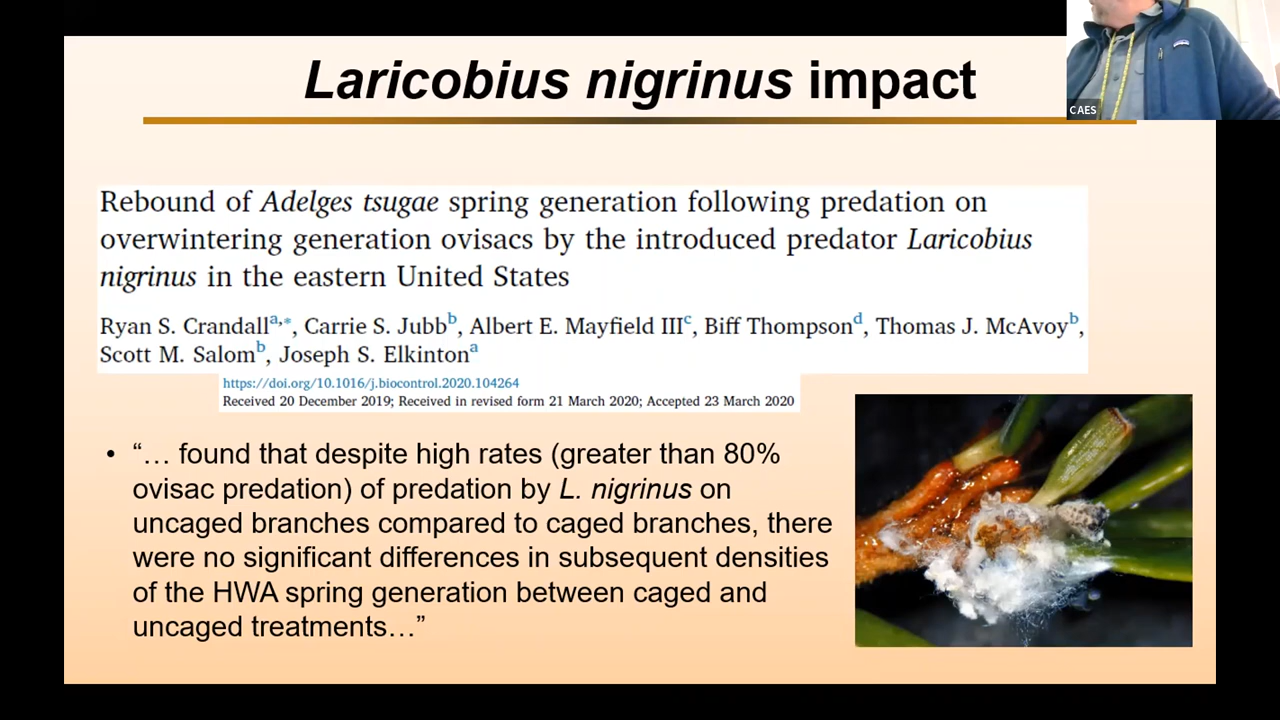 Laricobius nigrinus impact
CAES
Rebound of Adelges tsugae spring generation following predation on
overwintering generation ovisacs by the introduced predator Laricobius
nigrinus in the eastern United States
Ryan S. Crandallᵃ,*, Carrie S. Jubbᵇ, Albert E. Mayfield IIIᶜ, Biff Thompsonᵈ, Thomas J. McAvoyᵇ,
Scott M. Salomᵇ, Joseph S. Elkintonᵃ
https://doi.org/10.1016/j.biocontrol.2020.104264
Received 20 December 2019; Received in revised form 21 March 2020; Accepted 23 March 2020
• “… found that despite high rates (greater than 80%
ovisac predation) of predation by L. nigrinus on
uncaged branches compared to caged branches, there
were no significant differences in subsequent densities
of the HWA spring generation between caged and
uncaged treatments…”